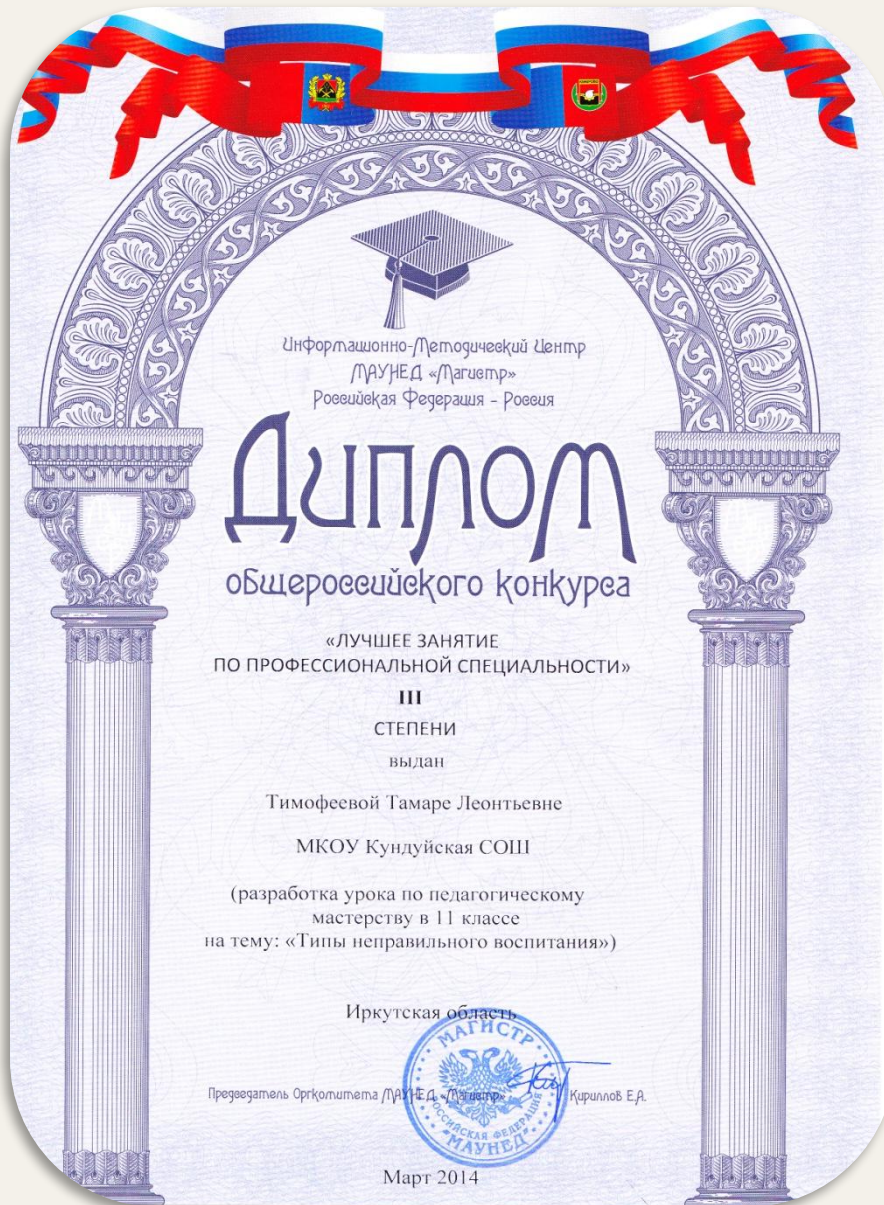 Информационно-Методический Центр
МАУНЕД «Магистр»
Российская Федерация - Россия
Диплом
общероссийского конкурса
«ЛУЧШЕЕ ЗАНЯТИЕ
ПО ПРОФЕССИОНАЛЬНОЙ СПЕЦИАЛЬНОСТИ»
III
СТЕПЕНИ
выдан
Тимофеевой Тамаре Леонтьевне
МКОУ Кундуйская СОШ
(разработка урока по педагогическому
мастерству в 11 классе
на тему: «Типы неправильного воспитания»)
Иркутская область
МАГИСТР
Председатель Оргкомитета МАУНЕД «Магистр» Кириллов Е.А.
РОССИЙСКАЯ ФЕДЕРАЦИЯ
МАУНЕД
Март 2014